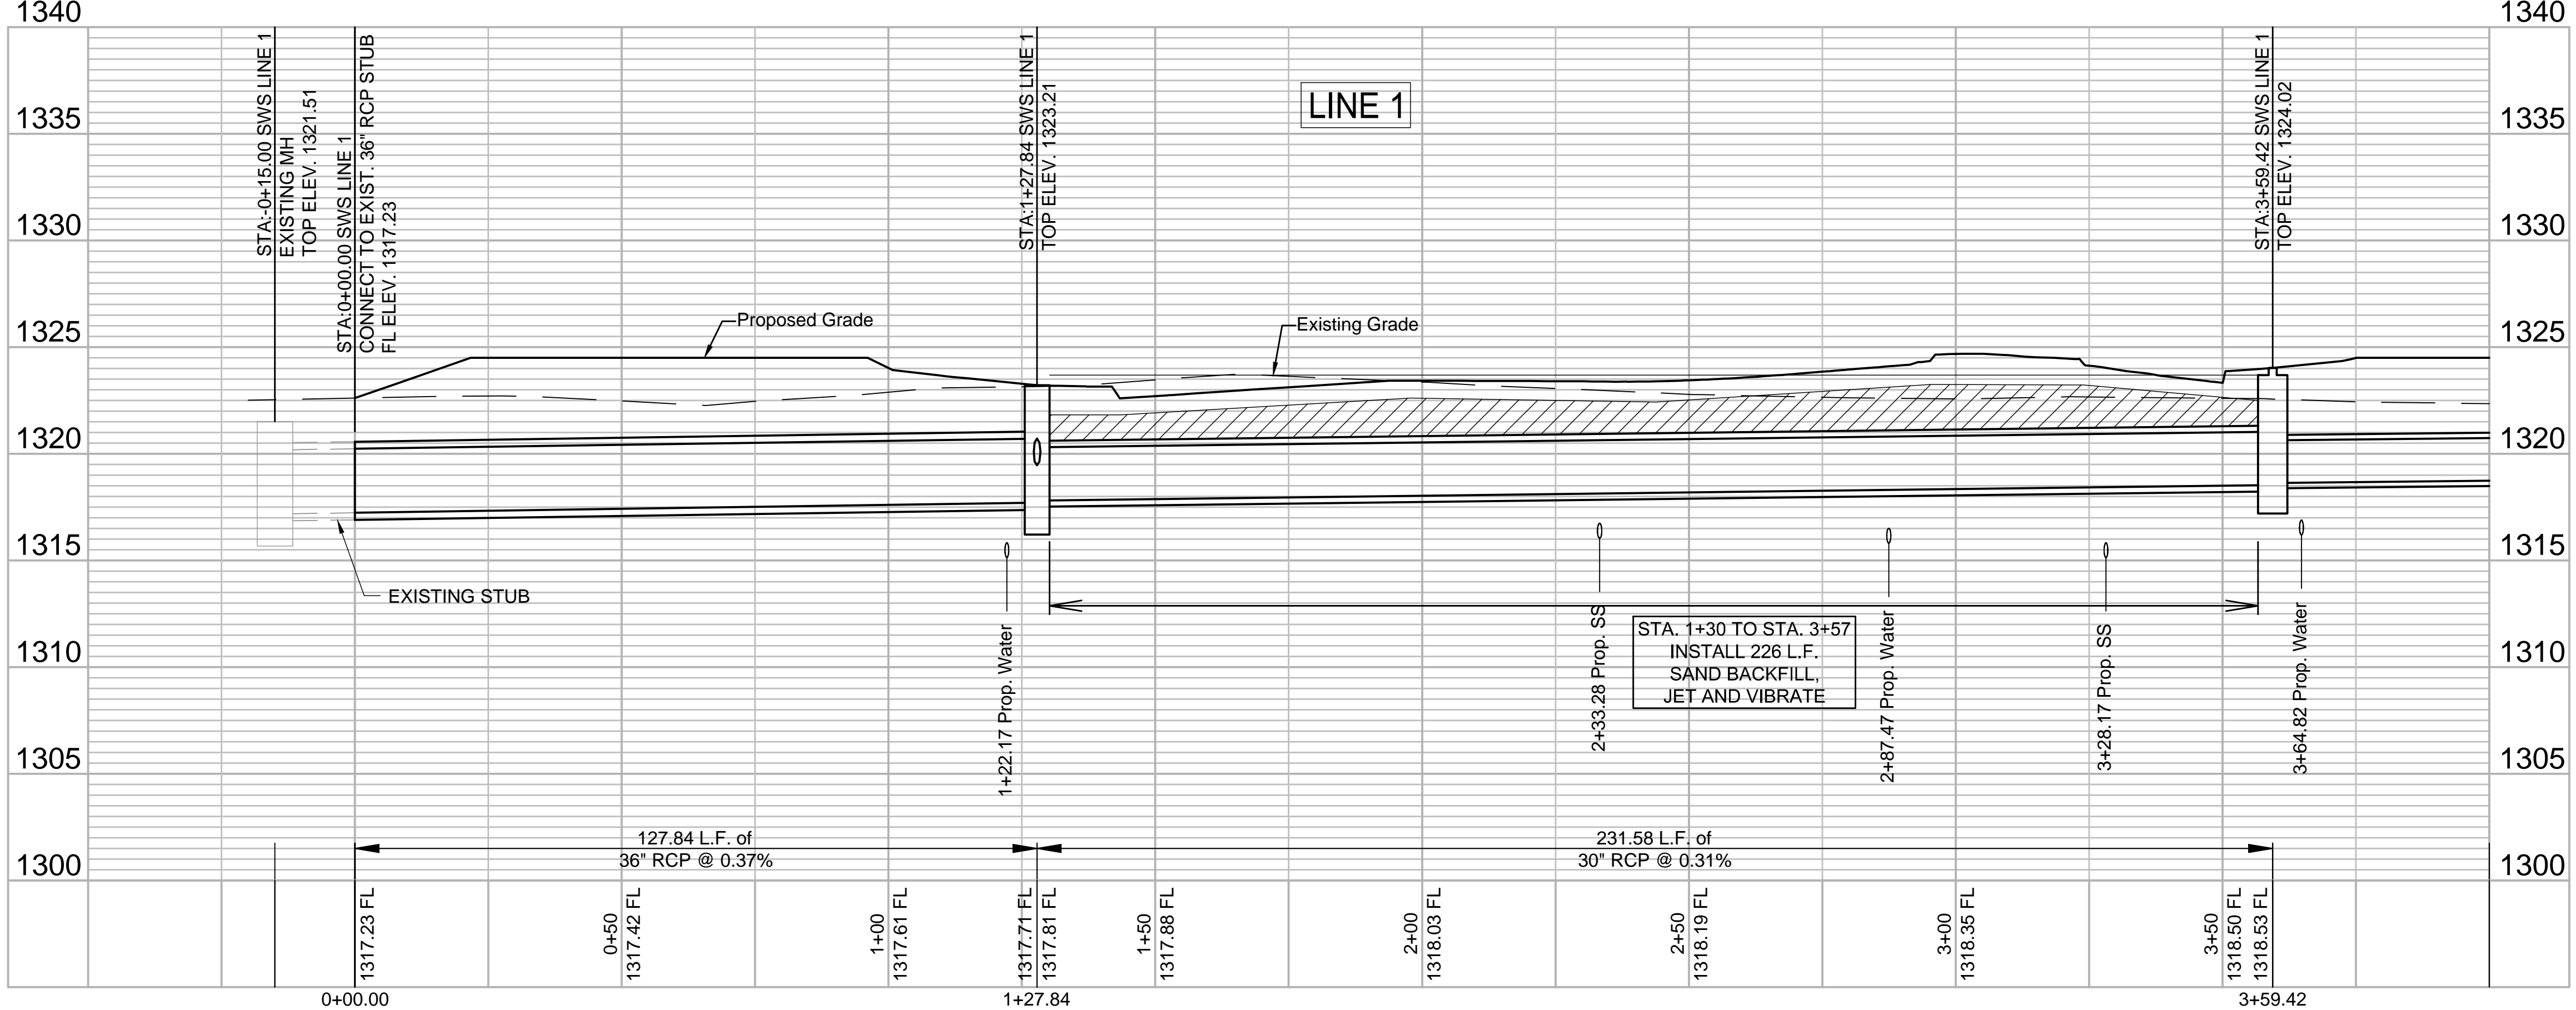 1340
1340
1335
1335
1330
1330
1325
1325
1320
1320
1315
1315
1310
1310
1305
1305
1300
1300
STA:-0+15.00 SWS LINE 1
EXISTING MH
TOP ELEV. 1321.51
STA:0+00.00 SWS LINE 1
CONNECT TO EXIST. 36" RCP STUB
FL ELEV. 1317.23
STA:1+27.84 SWS LINE 1
TOP ELEV. 1323.21
LINE 1
STA:3+59.42 SWS LINE 1
TOP ELEV. 1324.02
Proposed Grade
Existing Grade
EXISTING STUB
1+22.17 Prop. Water
2+33.28 Prop. SS
STA. 1+30 TO STA. 3+57
INSTALL 226 L.F.
SAND BACKFILL,
JET AND VIBRATE
2+87.47 Prop. Water
3+28.17 Prop. SS
3+64.82 Prop. Water
127.84 L.F. of
36" RCP @ 0.37%
231.58 L.F. of
30" RCP @ 0.31%
1317.23 FL
0+50
1317.42 FL
1+00
1317.61 FL
1317.71 FL
1317.81 FL
1+50
1317.88 FL
2+00
1318.03 FL
2+50
1318.19 FL
3+00
1318.35 FL
3+50
1318.50 FL
1318.53 FL
0+00.00
1+27.84
3+59.42